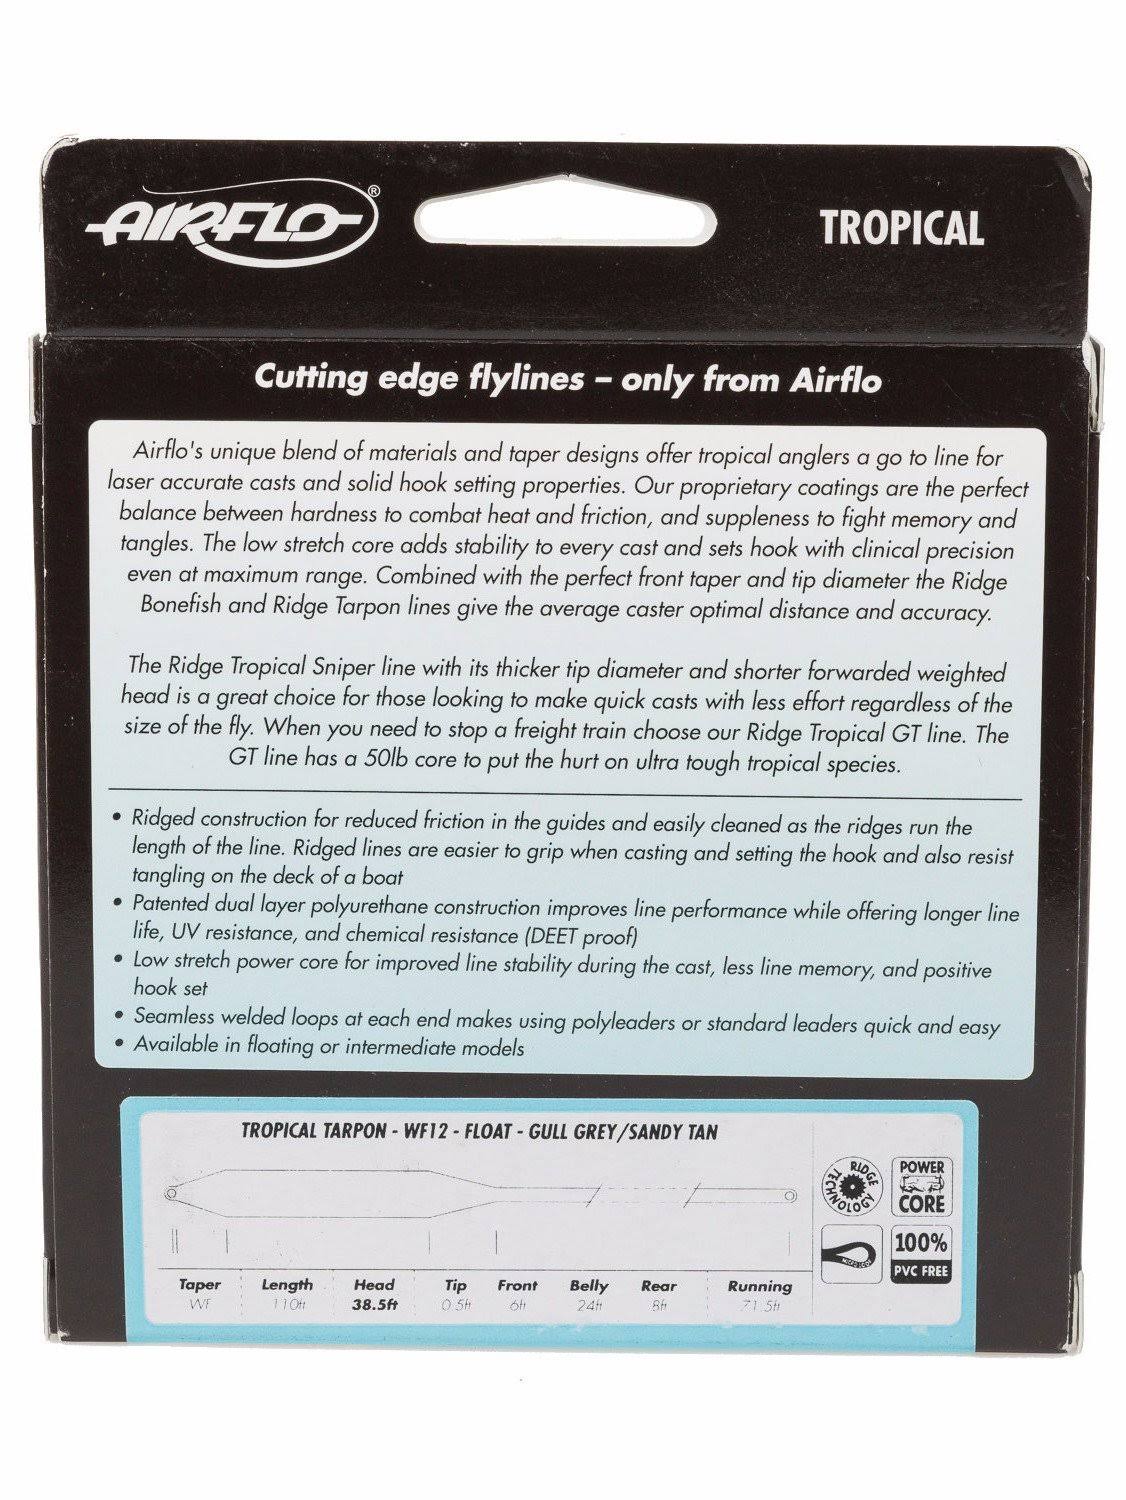 AIRFLO®
TROPICAL
Cutting edge flylines – only from Airflo
Airflo's unique blend of materials and taper designs offer tropical anglers a go to line for
laser accurate casts and solid hook setting properties. Our proprietary coatings are the perfect
balance between hardness to combat heat and friction, and suppleness to fight memory and
tangles. The low stretch core adds stability to every cast and sets hook with clinical precision
even at maximum range. Combined with the perfect front taper and tip diameter the Ridge
Bonefish and Ridge Tarpon lines give the average caster optimal distance and accuracy.
The Ridge Tropical Sniper line with its thicker tip diameter and shorter forwarded weighted
head is a great choice for those looking to make quick casts with less effort regardless of the
size of the fly. When you need to stop a freight train choose our Ridge Tropical GT line. The
GT line has a 50lb core to put the hurt on ultra tough tropical species.
• Ridged construction for reduced friction in the guides and easily cleaned as the ridges run the
length of the line. Ridged lines are easier to grip when casting and setting the hook and also resist
tangling on the deck of a boat
• Patented dual layer polyurethane construction improves line performance while offering longer line
life, UV resistance, and chemical resistance (DEET proof)
• Low stretch power core for improved line stability during the cast, less line memory, and positive
hook set
• Seamless welded loops at each end makes using polyleaders or standard leaders quick and easy
• Available in floating or intermediate models
TROPICAL TARPON - WF12 - FLOAT - GULL GREY/SANDY TAN
RIDGE TECHNOLOGY
POWER
CORE
100%
PVC FREE
Taper Length Head Tip Front Belly Rear Running
WF 110ft 38.5ft 0.5ft 6ft 24ft 8ft 71.5ft